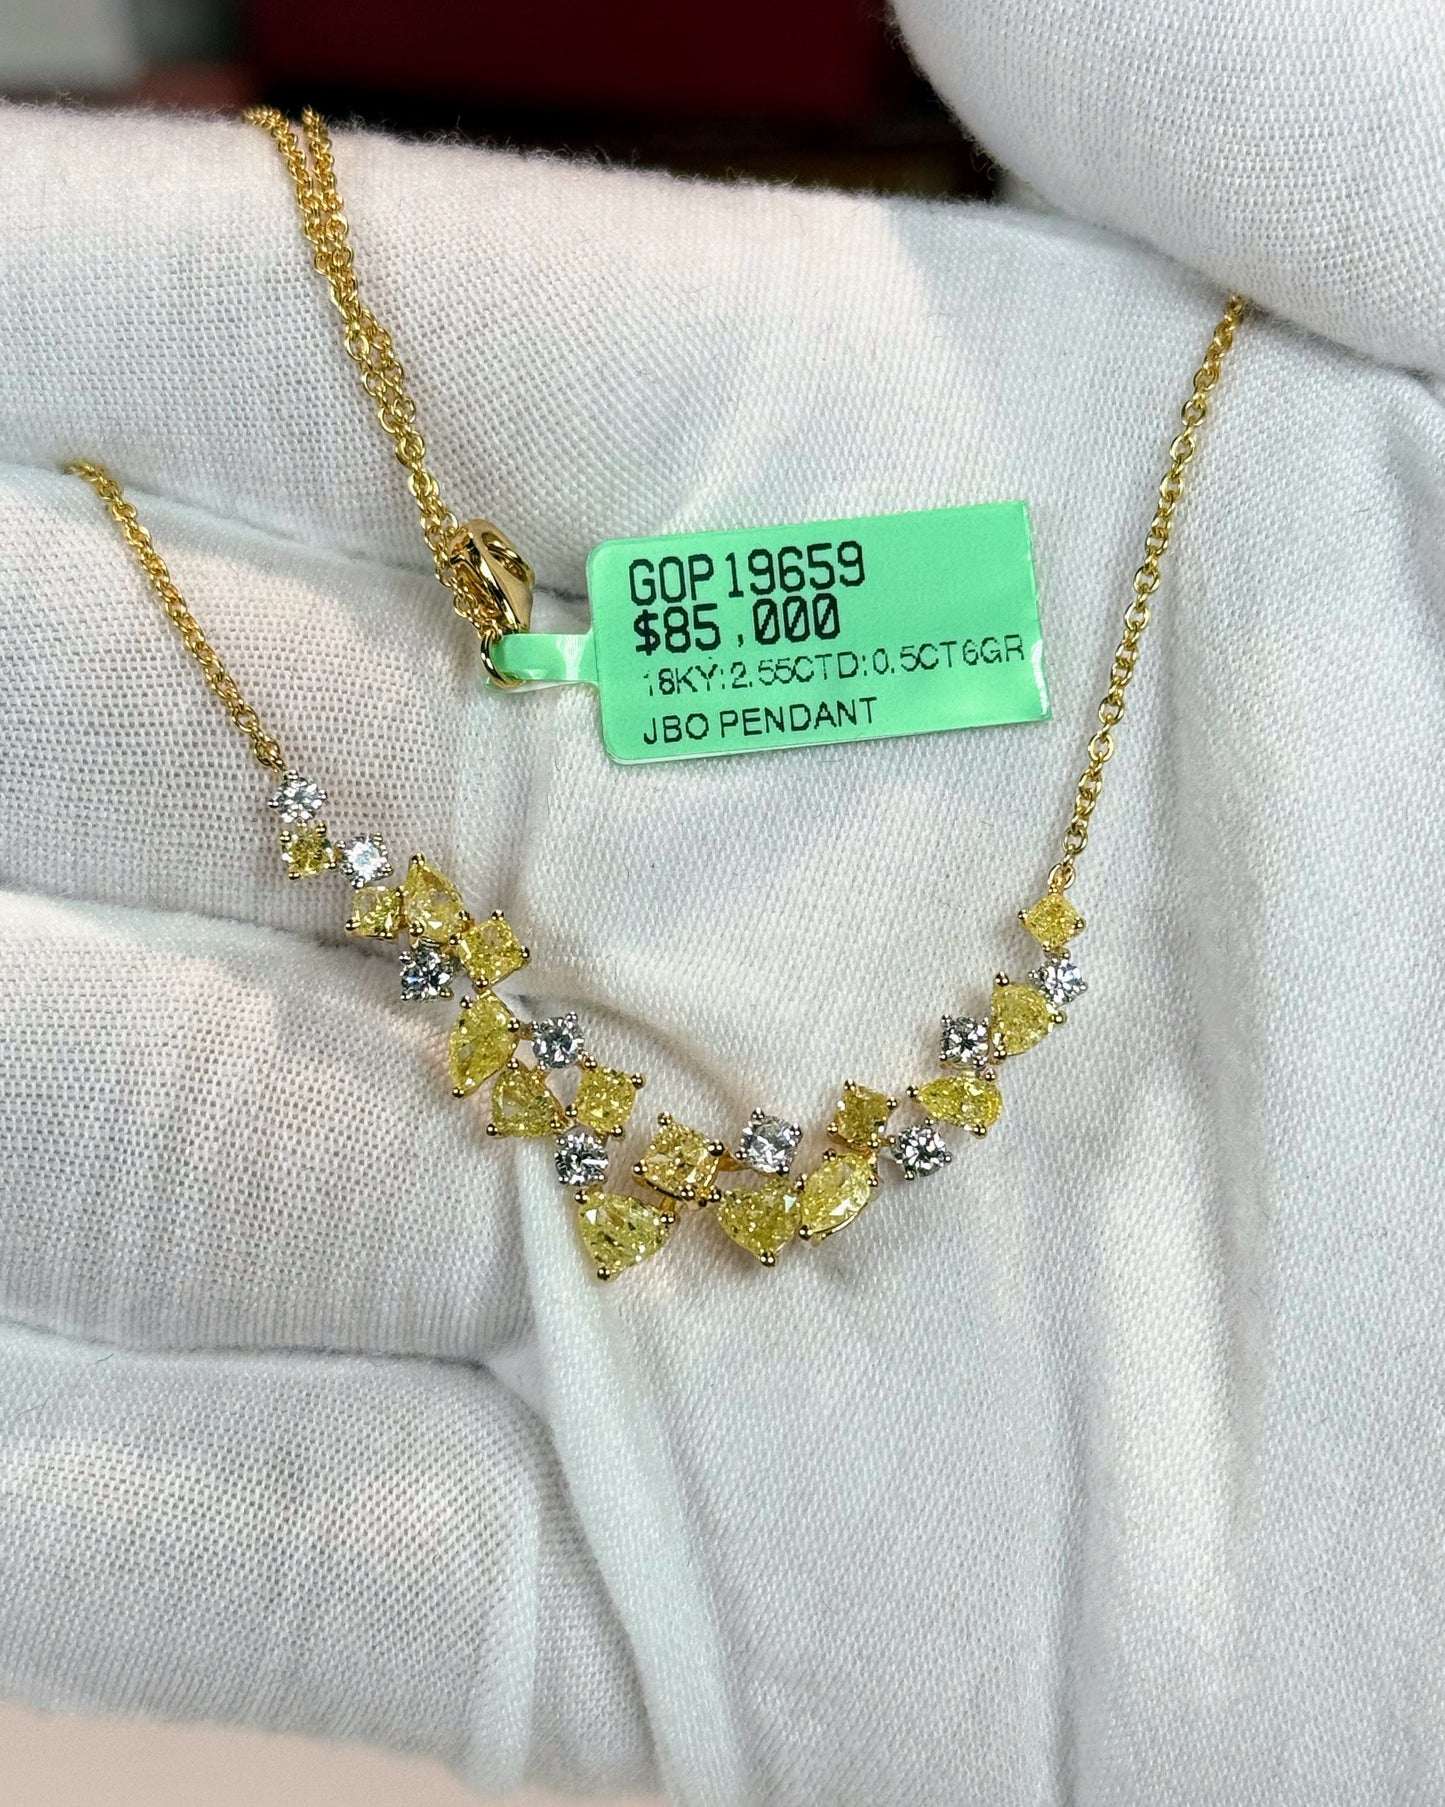 GOP19659
$85,000
18KY:2.55CTD:0.5CT6GR
JBO PENDANT